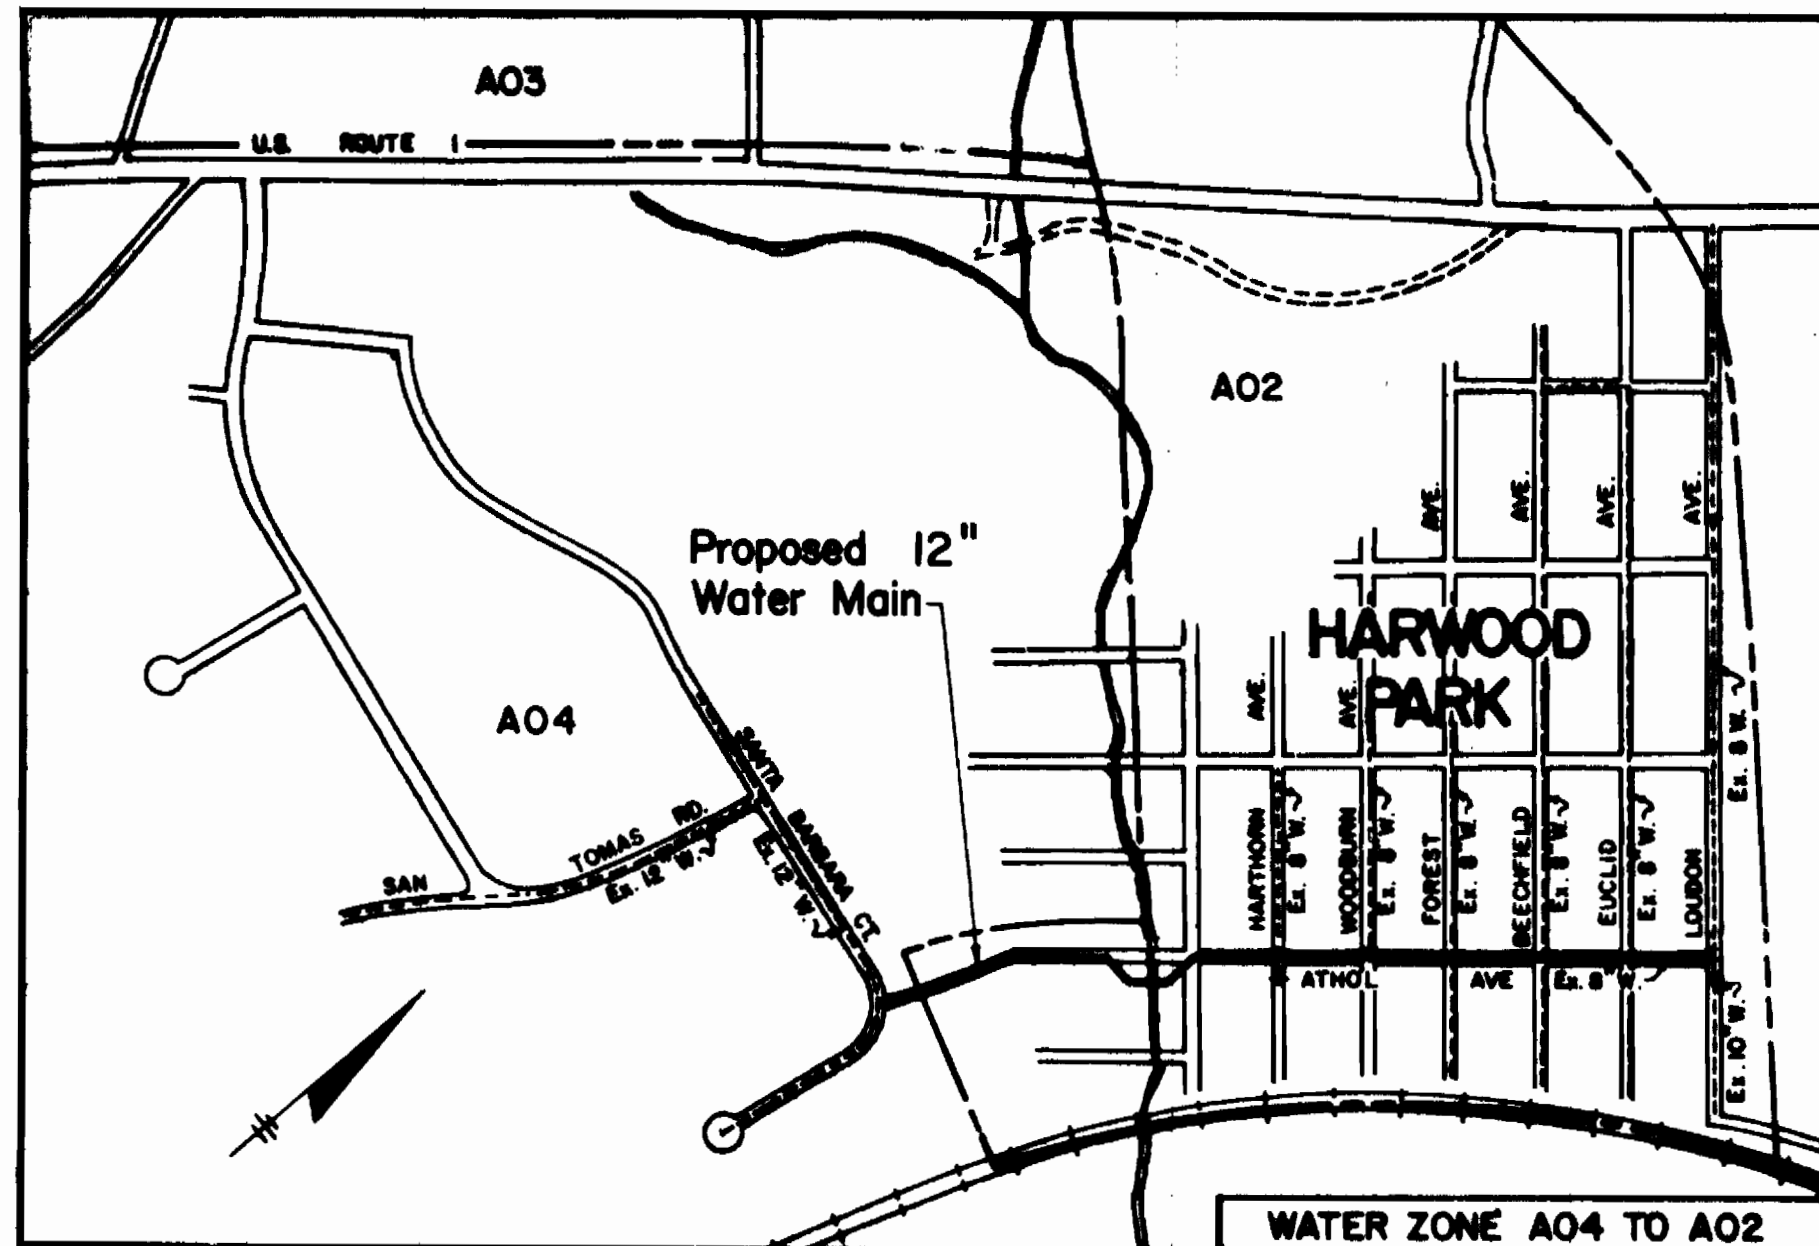 A03
U.S. ROUTE 1
A02
Proposed 12"
Water Main
HARWOOD
PARK
A04
AVE.
AVE.
AVE.
AVE.
AVE.
AVE.
SANTA BARBARA CT.
Ex. 12" W.
SAN TOMAS RD.
Ex. 12" W.
HARTHORN
Ex. 8" W.
WOODBURN
Ex. 8" W.
FOREST
Ex. 8" W.
BEECHFIELD
Ex. 8" W.
EUCLID
Ex. 8" W.
LOUDON
Ex. 8" W.
ATHOL AVE
Ex. 8" W.
Ex. 10" W.
WATER ZONE A04 TO A02